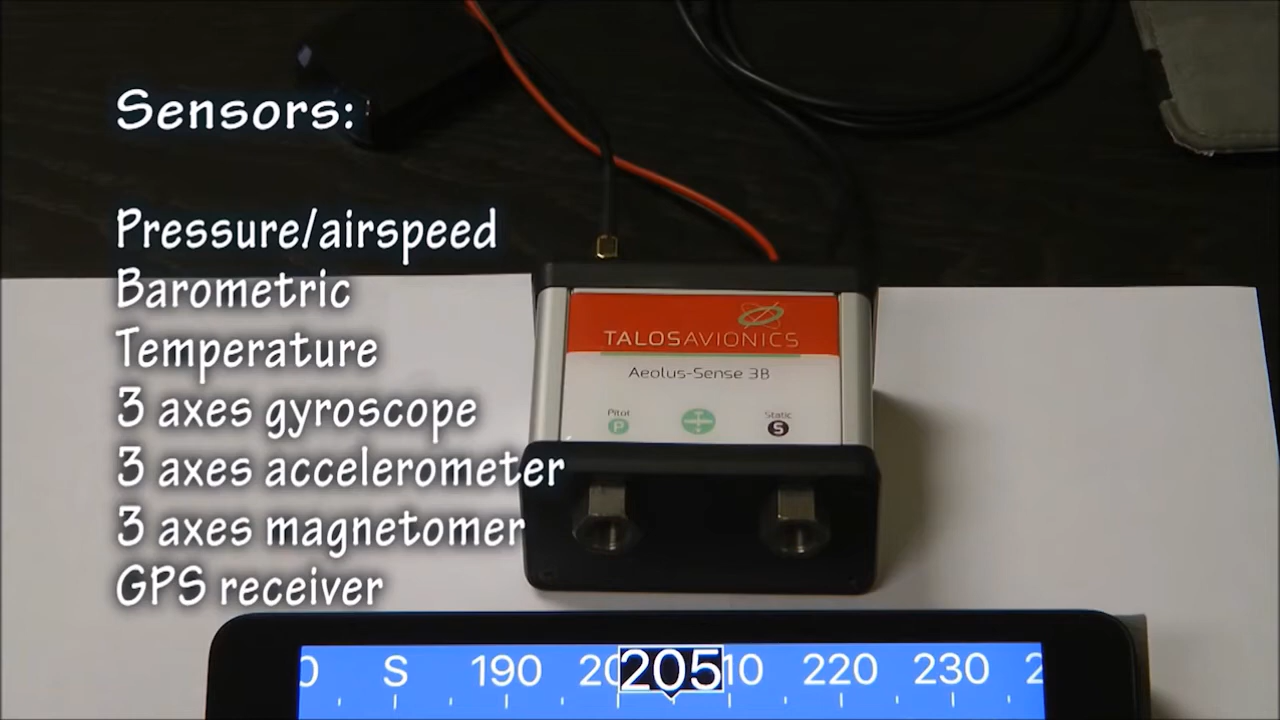 Sensors:
Pressure/airspeed
Barometric
Temperature
3 axes gyroscope
3 axes accelerometer
3 axes magnetomer
GPS receiver
TALOSAVIONICS
Aeolus-Sense 3B
Pitot
P
Static
S
0 S 190 20 205 10 220 230 2